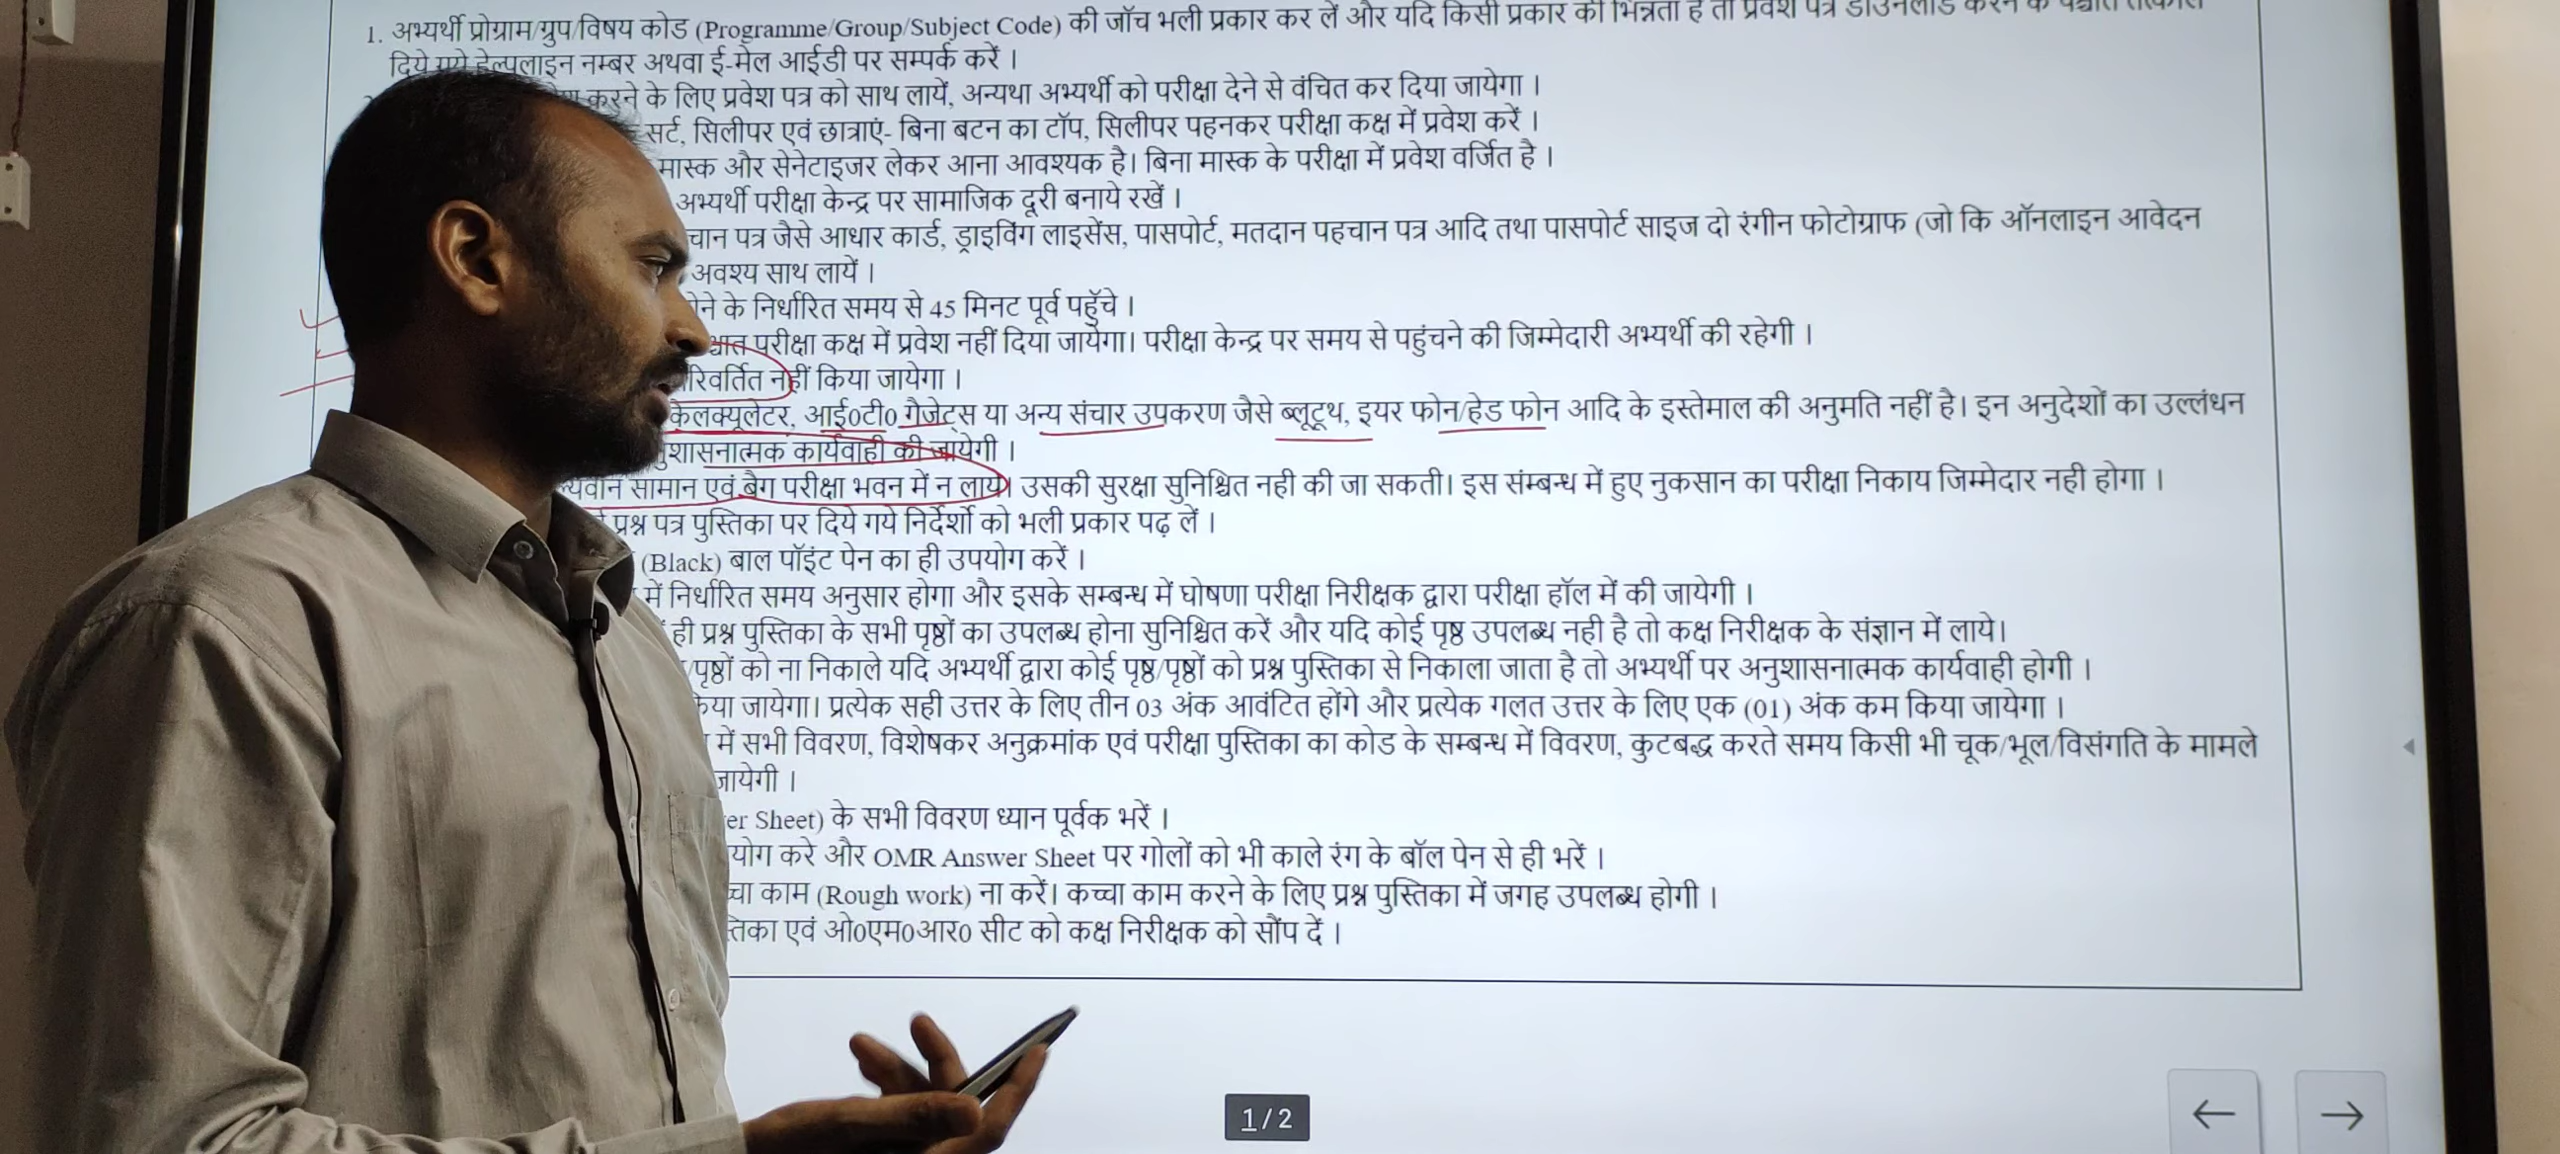 1. अभ्यर्थी प्रोग्राम/ग्रुप/विषय कोड (Programme/Group/Subject Code) की जॉच भली प्रकार कर लें और यदि किसी प्रकार की भिन्नता है तो प्रवेश पत्र डाउनलोड करने के पश्चात तत्काल
दिये गये हेल्पलाइन नम्बर अथवा ई-मेल आईडी पर सम्पर्क करें ।
करने के लिए प्रवेश पत्र को साथ लायें, अन्यथा अभ्यर्थी को परीक्षा देने से वंचित कर दिया जायेगा ।
सर्ट, सिलीपर एवं छात्राएं- बिना बटन का टॉप, सिलीपर पहनकर परीक्षा कक्ष में प्रवेश करें ।
मास्क और सेनेटाइजर लेकर आना आवश्यक है। बिना मास्क के परीक्षा में प्रवेश वर्जित है ।
अभ्यर्थी परीक्षा केन्द्र पर सामाजिक दूरी बनाये रखें ।
चान पत्र जैसे आधार कार्ड, ड्राइविंग लाइसेंस, पासपोर्ट, मतदान पहचान पत्र आदि तथा पासपोर्ट साइज दो रंगीन फोटोग्राफ (जो कि ऑनलाइन आवेदन
अवश्य साथ लायें ।
ने के निर्धारित समय से 45 मिनट पूर्व पहुँचे ।
श्चात परीक्षा कक्ष में प्रवेश नहीं दिया जायेगा। परीक्षा केन्द्र पर समय से पहुंचने की जिम्मेदारी अभ्यर्थी की रहेगी ।
रिवर्तित नहीं किया जायेगा ।
केलक्यूलेटर, आई0टी0 गैजेट्स या अन्य संचार उपकरण जैसे ब्लूटूथ, इयर फोन/हेड फोन आदि के इस्तेमाल की अनुमति नहीं है। इन अनुदेशों का उल्लंधन
नुशासनात्मक कार्यवाही की जायेगी ।
ल्यवान सामान एवं बैग परीक्षा भवन में न लाये। उसकी सुरक्षा सुनिश्चित नही की जा सकती। इस संम्बन्ध में हुए नुकसान का परीक्षा निकाय जिम्मेदार नही होगा ।
प्रश्न पत्र पुस्तिका पर दिये गये निर्देशों को भली प्रकार पढ़ लें ।
(Black) बाल पॉइंट पेन का ही उपयोग करें ।
में निर्धारित समय अनुसार होगा और इसके सम्बन्ध में घोषणा परीक्षा निरीक्षक द्वारा परीक्षा हॉल में की जायेगी ।
ही प्रश्न पुस्तिका के सभी पृष्ठों का उपलब्ध होना सुनिश्चित करें और यदि कोई पृष्ठ उपलब्ध नही है तो कक्ष निरीक्षक के संज्ञान में लाये।
/पृष्ठों को ना निकाले यदि अभ्यर्थी द्वारा कोई पृष्ठ/पृष्ठों को प्रश्न पुस्तिका से निकाला जाता है तो अभ्यर्थी पर अनुशासनात्मक कार्यवाही होगी ।
किया जायेगा। प्रत्येक सही उत्तर के लिए तीन 03 अंक आवंटित होंगे और प्रत्येक गलत उत्तर के लिए एक (01) अंक कम किया जायेगा ।
में सभी विवरण, विशेषकर अनुक्रमांक एवं परीक्षा पुस्तिका का कोड के सम्बन्ध में विवरण, कुटबद्ध करते समय किसी भी चूक/भूल/विसंगति के मामले
जायेगी ।
er Sheet) के सभी विवरण ध्यान पूर्वक भरें ।
योग करे और OMR Answer Sheet पर गोलों को भी काले रंग के बॉल पेन से ही भरें ।
च्चा काम (Rough work) ना करें। कच्चा काम करने के लिए प्रश्न पुस्तिका में जगह उपलब्ध होगी ।
स्तिका एवं ओ0एम0आर0 सीट को कक्ष निरीक्षक को सौंप दें ।
1/2